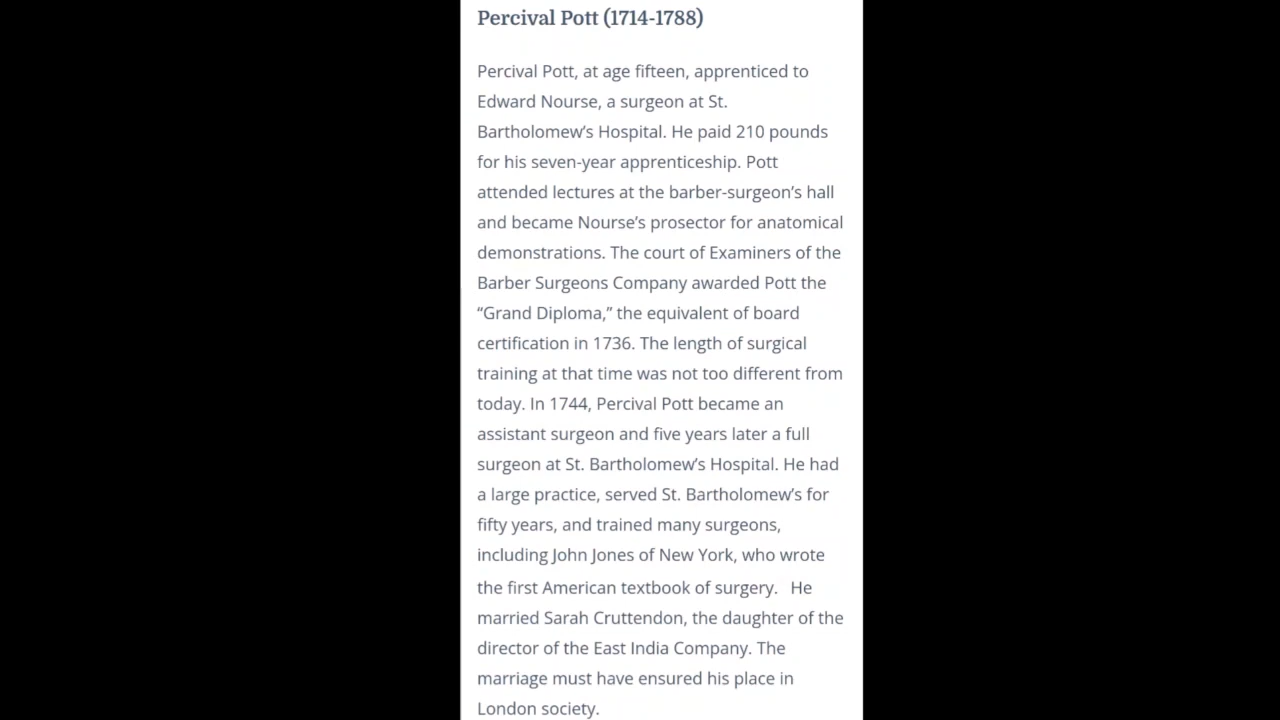 Percival Pott (1714-1788)
Percival Pott, at age fifteen, apprenticed to
Edward Nourse, a surgeon at St.
Bartholomew’s Hospital. He paid 210 pounds
for his seven-year apprenticeship. Pott
attended lectures at the barber-surgeon’s hall
and became Nourse’s prosector for anatomical
demonstrations. The court of Examiners of the
Barber Surgeons Company awarded Pott the
“Grand Diploma,” the equivalent of board
certification in 1736. The length of surgical
training at that time was not too different from
today. In 1744, Percival Pott became an
assistant surgeon and five years later a full
surgeon at St. Bartholomew’s Hospital. He had
a large practice, served St. Bartholomew’s for
fifty years, and trained many surgeons,
including John Jones of New York, who wrote
the first American textbook of surgery. He
married Sarah Cruttendon, the daughter of the
director of the East India Company. The
marriage must have ensured his place in
London society.